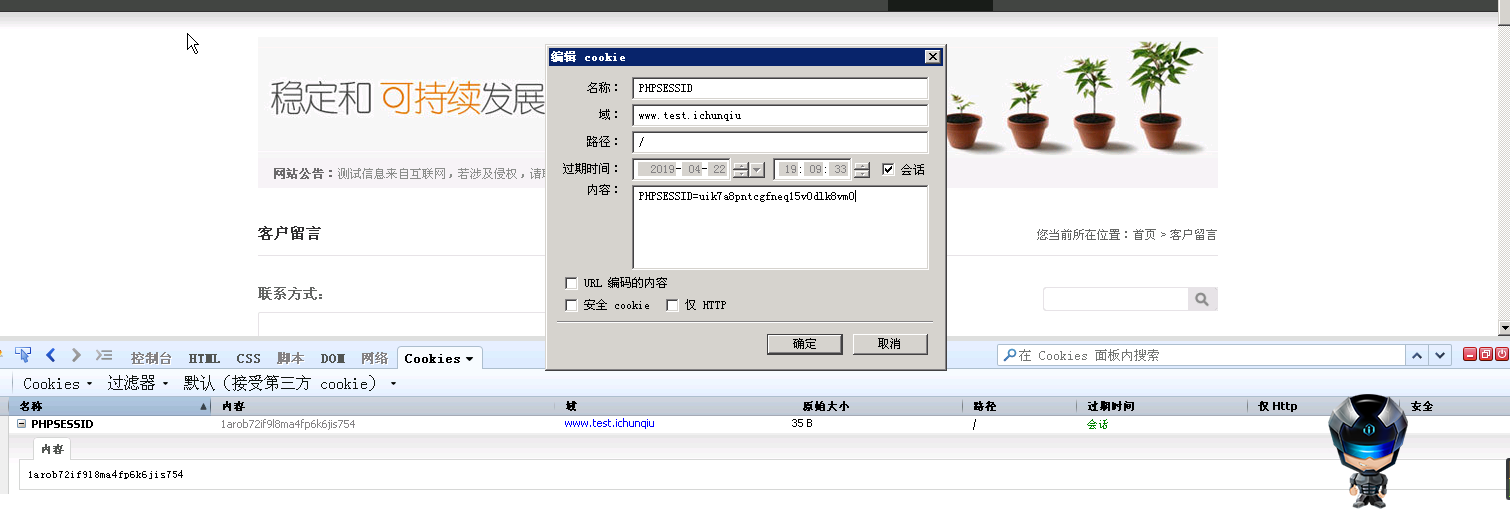 编辑 cookie
稳定和 可持续发展
名称： PHPSESSID
域： www.test.ichunqiu
路径： /
过期时间： 2019- 04- 22 19: 09: 33 会话
内容： PHPSESSID=uik7a8pntcgfneq15v0dlk8vm0
网站公告：测试信息来自互联网，若涉及侵权，请
客户留言
您当前所在位置：首页 > 客户留言
URL 编码的内容
联系方式：
安全 cookie 仅 HTTP
确定 取消
控制台 HTML CSS 脚本 DOM 网络 Cookies
在 Cookies 面板内搜索
Cookies 过滤器 默认（接受第三方 cookie）
名称 内容 域 原始大小 路径 过期时间 仅 Http 安全
PHPSESSID 1arob72if9l8ma4fp6k6jis754 www.test.ichunqiu 35 B / 会话
内容
1arob72if9l8ma4fp6k6jis754